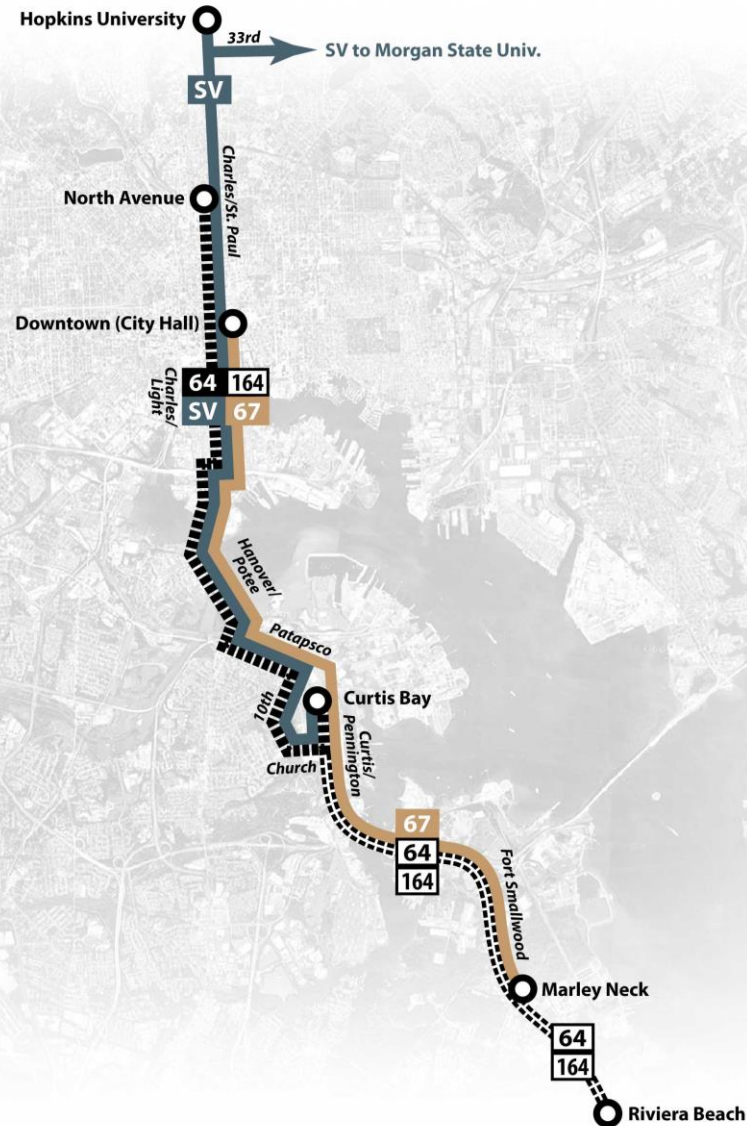 Hopkins University
33rd
SV to Morgan State Univ.
SV
Charles/St. Paul
North Avenue
Downtown (City Hall)
Charles/
Light
64 164
SV 67
Hanover/
Potee
Patapsco
10th
Curtis Bay
Church
Curtis/
Pennington
67
64
164
Fort Smallwood
Marley Neck
64
164
Riviera Beach